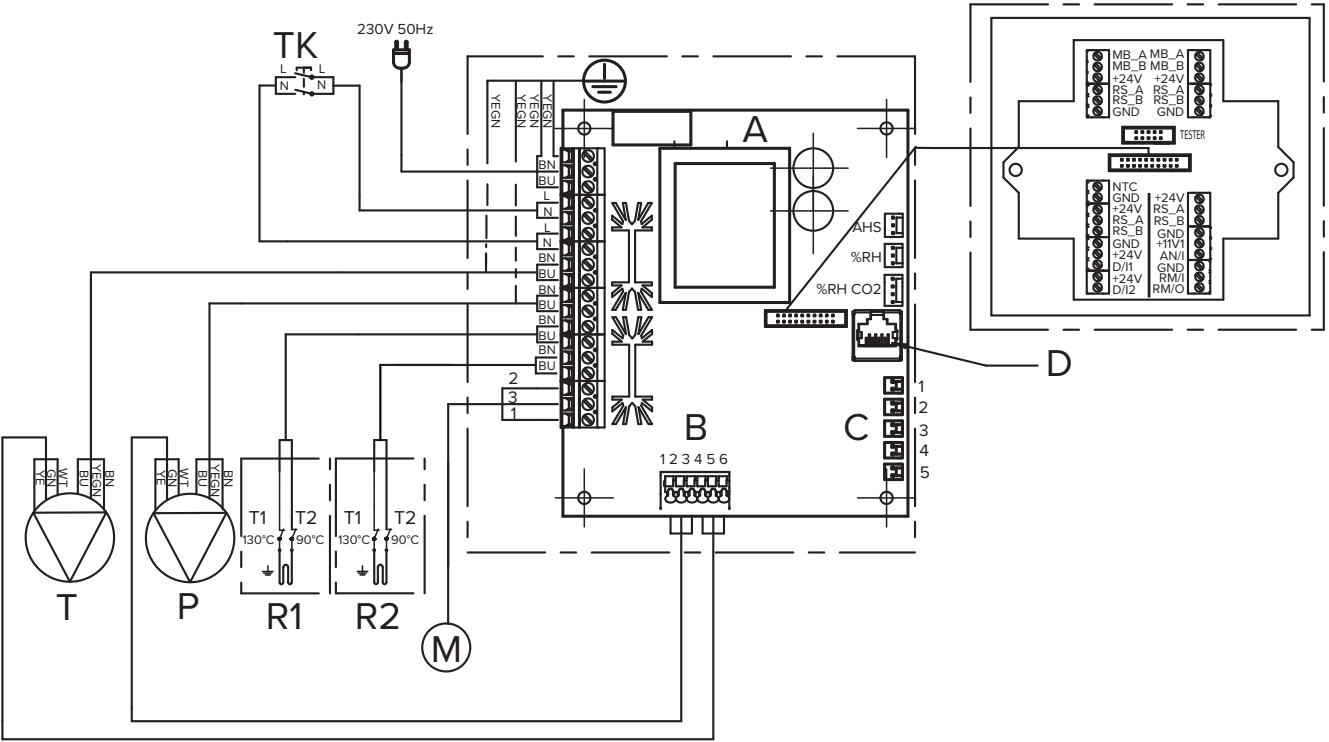 230V 50Hz
TK
L L
N N
YEGN
YEGN
YEGN
YEGN
A
BN
BU
L
N
L
N
BN
BU
BN
BU
BN
BU
BN
BU
2
3
1
AHS
%RH
%RH CO2
D
B
1 2 3 4 5 6
C
1
2
3
4
5
MB_A MB_A
MB_B MB_B
+24V +24V
RS_A RS_A
RS_B RS_B
GND GND
TESTER
NTC
GND
+24V
RS_A
RS_B
GND
+24V
D/I1
+24V
D/I2
+24V
RS_A
RS_B
GND
+11V1
AN/I
GND
RM/I
RM/O
YE
GN
WT
BU
YEGN
BN
T
YE
GN
WT
BU
YEGN
BN
P
T1 T2
130°C 90°C
R1
T1 T2
130°C 90°C
R2
M